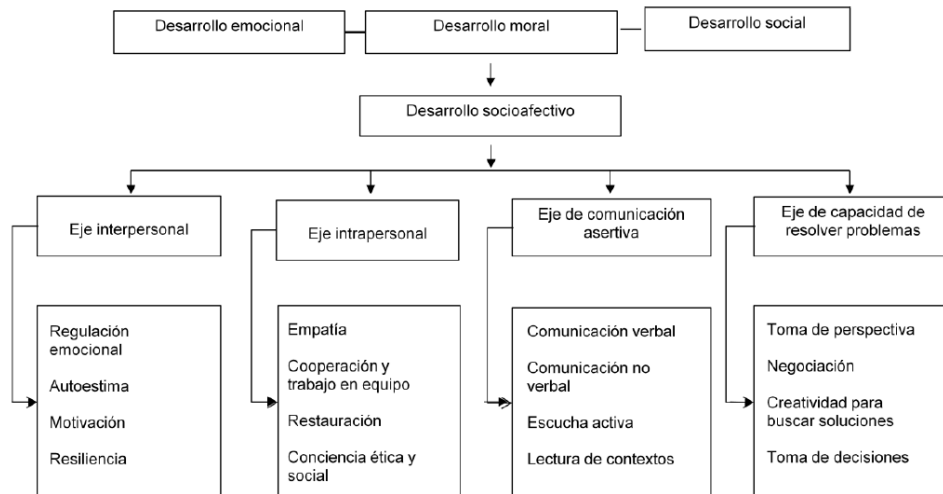 Desarrollo emocional
Desarrollo moral
Desarrollo social
Desarrollo socioafectivo
Eje interpersonal
Eje intrapersonal
Eje de comunicación
asertiva
Eje de capacidad de
resolver problemas
Regulación
emocional
Autoestima
Motivación
Resiliencia
Empatía
Cooperación y
trabajo en equipo
Restauración
Conciencia ética y
social
Comunicación verbal
Comunicación no
verbal
Escucha activa
Lectura de contextos
Toma de perspectiva
Negociación
Creatividad para
buscar soluciones
Toma de decisiones